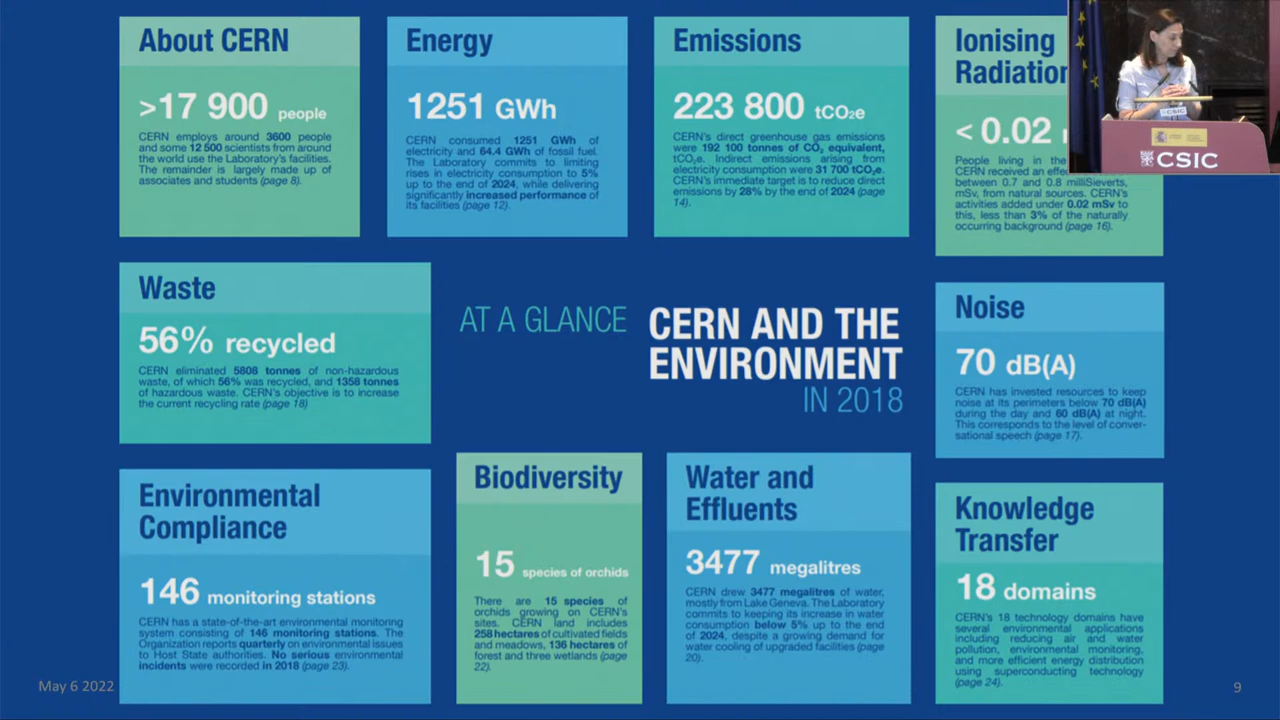 About CERN
>17 900 people
CERN employs around 3600 people
and some 12 500 scientists from around
the world use the Laboratory's facilities.
The remainder is largely made up of
associates and students (page 8).
Energy
1251 GWh
CERN consumed 1251 GWh of
electricity and 64.4 GWh of fossil fuel.
The Laboratory commits to limiting
rises in electricity consumption to 5%
up to the end of 2024, while delivering
significantly increased performance of
its facilities (page 12).
Emissions
223 800 tCO₂e
CERN's direct greenhouse gas emissions
were 192 100 tonnes of CO₂ equivalent,
tCO₂e. Indirect emissions arising from
electricity consumption were 31 700 tCO₂e.
CERN's immediate target is to reduce direct
emissions by 28% by the end of 2024 (page
14).
Ionising
Radiation
< 0.02
People living in the
CERN received an
between 0.7 and 0.8 milliSieverts,
mSv, from natural sources. CERN's
activities added under 0.02 mSv to
this, less than 3% of the naturally
occurring background (page 16).
CSIC
CSIC
Waste
56% recycled
CERN eliminated 5808 tonnes of non-hazardous
waste, of which 56% was recycled, and 1358 tonnes
of hazardous waste. CERN's objective is to increase
the current recycling rate (page 18)
AT A GLANCE CERN AND THE
ENVIRONMENT
IN 2018
Noise
70 dB(A)
CERN has invested resources to keep
noise at its perimeters below 70 dB(A)
during the day and 60 dB(A) at night.
This corresponds to the level of conver-
sational speech (page 17).
Environmental
Compliance
146 monitoring stations
CERN has a state-of-the-art environmental monitoring
system consisting of 146 monitoring stations. The
Organization reports quarterly on environmental issues
to Host State authorities. No serious environmental
incidents were recorded in 2018 (page 23).
Biodiversity
15 species of orchids
There are 15 species of
orchids growing on CERN's
sites. CERN land includes
258 hectares of cultivated fields
and meadows, 136 hectares of
forest and three wetlands (page
22).
Water and
Effluents
3477 megalitres
CERN drew 3477 megalitres of water,
mostly from Lake Geneva. The Laboratory
commits to keeping its increase in water
consumption below 5% up to the end
of 2024, despite a growing demand for
water cooling of upgraded facilities (page
20).
Knowledge
Transfer
18 domains
CERN's 18 technology domains have
several environmental applications
including reducing air and water
pollution, environmental monitoring,
and more efficient energy distribution
using superconducting technology
(page 24).
May 6 2022
9